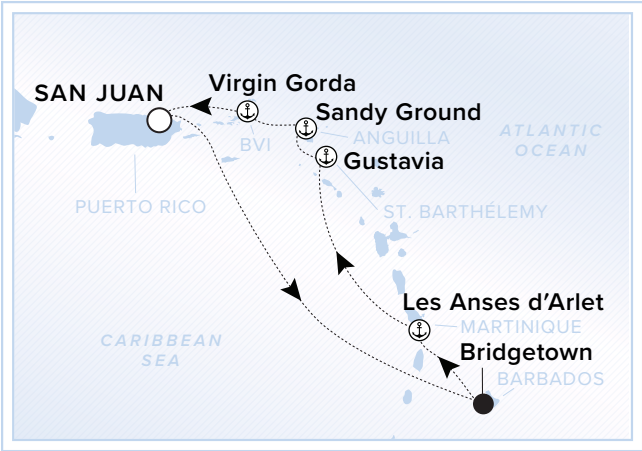 Virgin Gorda
SAN JUAN
Sandy Ground
ATLANTIC
OCEAN
ANGUILLA
BVI
Gustavia
PUERTO RICO
ST. BARTHÉLEMY
Les Anses d’Arlet
MARTINIQUE
CARIBBEAN
SEA
Bridgetown
BARBADOS